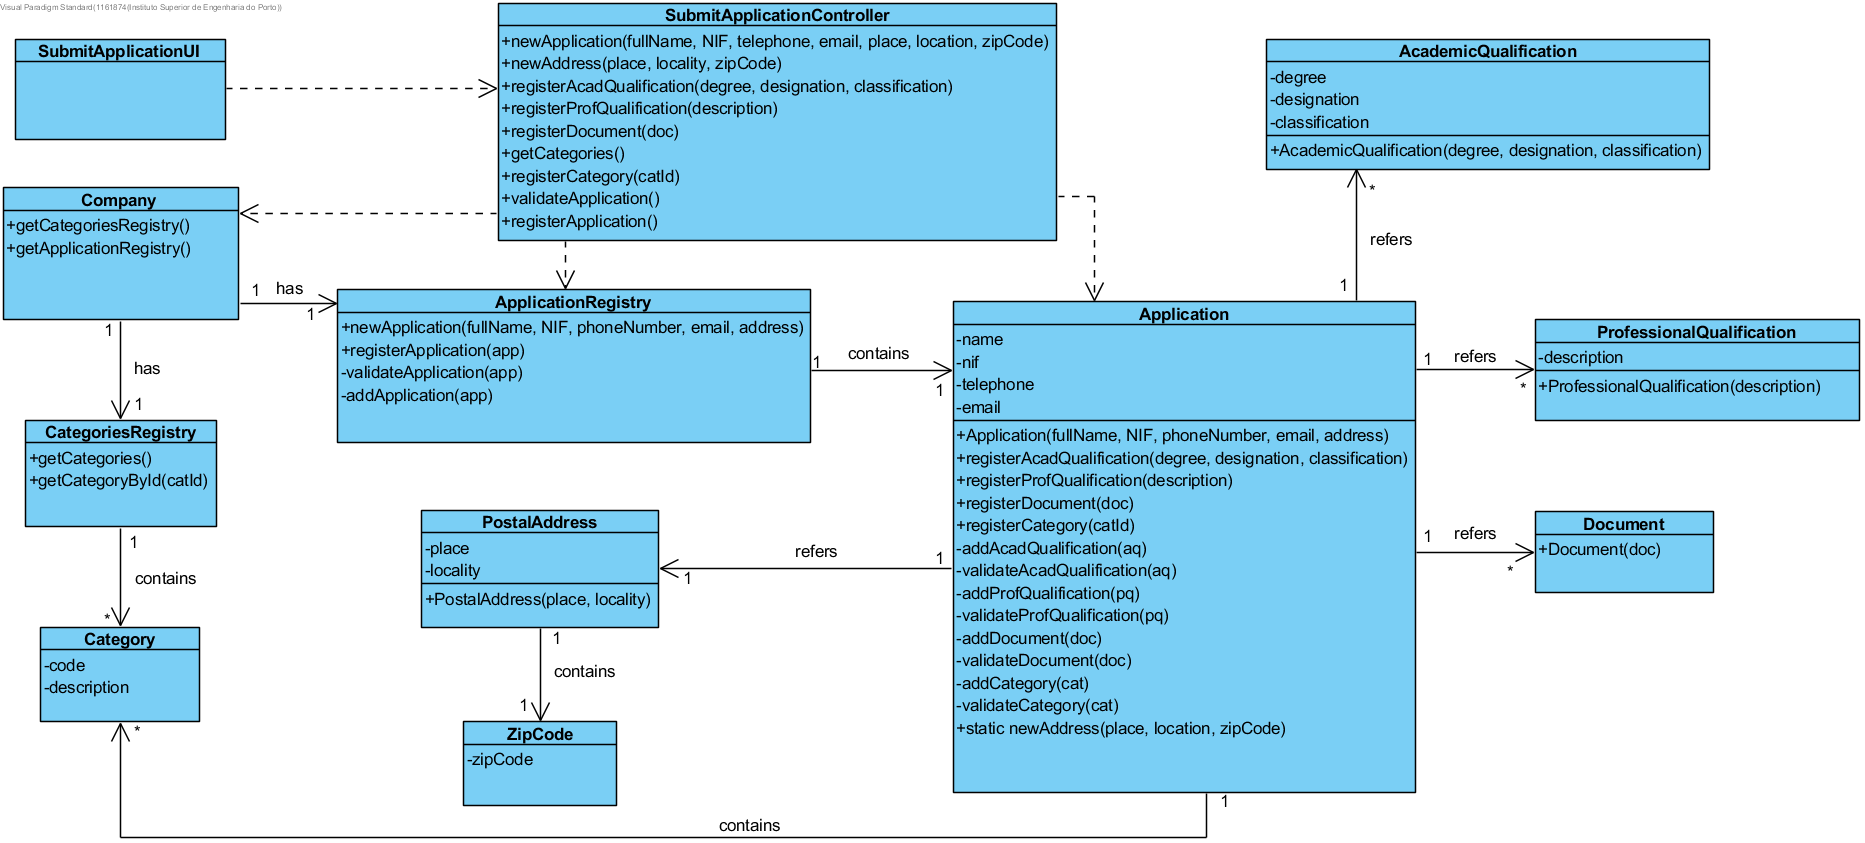 Visual Paradigm Standard(1161874(Instituto Superior de Engenharia do Porto))
SubmitApplicationUI
SubmitApplicationController
+newApplication(fullName, NIF, telephone, email, place, location, zipCode)
+newAddress(place, locality, zipCode)
+registerAcadQualification(degree, designation, classification)
+registerProfQualification(description)
+registerDocument(doc)
+getCategories()
+registerCategory(catId)
+validateApplication()
+registerApplication()
AcademicQualification
-degree
-designation
-classification
+AcademicQualification(degree, designation, classification)
*
refers
1
Company
+getCategoriesRegistry()
+getApplicationRegistry()
1
has
1
1
has
1
ApplicationRegistry
+newApplication(fullName, NIF, phoneNumber, email, address)
+registerApplication(app)
-validateApplication(app)
-addApplication(app)
1
contains
1
Application
-name
-nif
-telephone
-email
+Application(fullName, NIF, phoneNumber, email, address)
+registerAcadQualification(degree, designation, classification)
+registerProfQualification(description)
+registerDocument(doc)
+registerCategory(catId)
-addAcadQualification(aq)
-validateAcadQualification(aq)
-addProfQualification(pq)
-validateProfQualification(pq)
-addDocument(doc)
-validateDocument(doc)
-addCategory(cat)
-validateCategory(cat)
+static newAddress(place, location, zipCode)
1
refers
*
ProfessionalQualification
-description
+ProfessionalQualification(description)
1
refers
*
Document
+Document(doc)
CategoriesRegistry
+getCategories()
+getCategoryById(catId)
1
contains
*
Category
-code
-description
*
PostalAddress
-place
-locality
+PostalAddress(place, locality)
1
refers
1
1
contains
1
ZipCode
-zipCode
1
contains